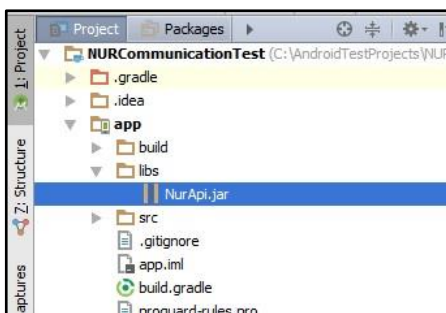 Project
Packages
NURCommunicationTest (C:\AndroidTestProjects\NUR
.gradle
.idea
app
build
libs
NurApi.jar
src
.gitignore
app.iml
build.gradle
proguard-rules.pro
1: Project
Z: Structure
aptures